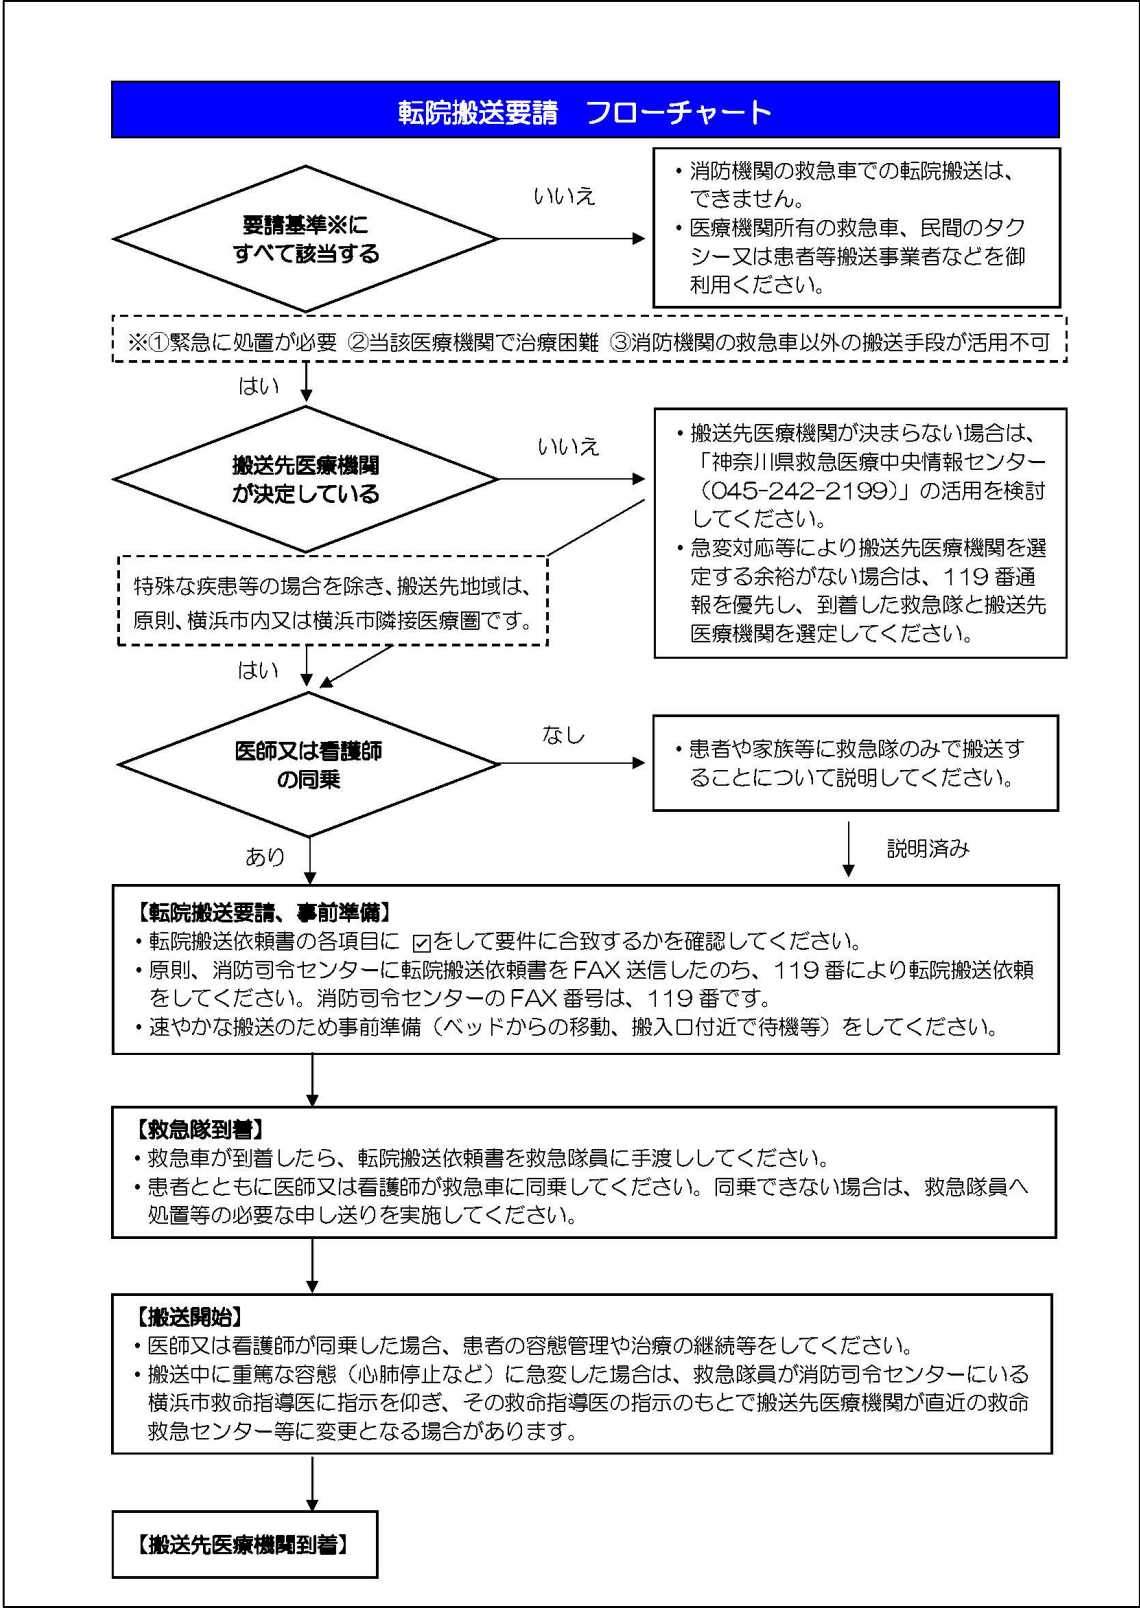 転院搬送要請　フローチャート
要請基準※に
すべて該当する
いいえ
・消防機関の救急車での転院搬送は、
できません。
・医療機関所有の救急車、民間のタク
シー又は患者等搬送事業者などを御
利用ください。
※①緊急に処置が必要 ②当該医療機関で治療困難 ③消防機関の救急車以外の搬送手段が活用不可
はい
搬送先医療機関
が決定している
いいえ
・搬送先医療機関が決まらない場合は、
「神奈川県救急医療中央情報センター
（045-242-2199）」の活用を検討
してください。
・急変対応等により搬送先医療機関を選
定する余裕がない場合は、119 番通
報を優先し、到着した救急隊と搬送先
医療機関を選定してください。
特殊な疾患等の場合を除き、搬送先地域は、
原則、横浜市内又は横浜市隣接医療圏です。
はい
医師又は看護師
の同乗
なし
・患者や家族等に救急隊のみで搬送す
ることについて説明してください。
あり
説明済み
【転院搬送要請、事前準備】
・転院搬送依頼書の各項目に ☑をして要件に合致するかを確認してください。
・原則、消防司令センターに転院搬送依頼書をFAX 送信したのち、119 番により転院搬送依頼
をしてください。消防司令センターのFAX 番号は、119 番です。
・速やかな搬送のため事前準備（ベッドからの移動、搬入口付近で待機等）をしてください。
【救急隊到着】
・救急車が到着したら、転院搬送依頼書を救急隊員に手渡ししてください。
・患者とともに医師又は看護師が救急車に同乗してください。同乗できない場合は、救急隊員へ
処置等の必要な申し送りを実施してください。
【搬送開始】
・医師又は看護師が同乗した場合、患者の容態管理や治療の継続等をしてください。
・搬送中に重篤な容態（心肺停止など）に急変した場合は、救急隊員が消防司令センターにいる
横浜市救命指導医に指示を仰ぎ、その救命指導医の指示のもとで搬送先医療機関が直近の救命
救急センター等に変更となる場合があります。
【搬送先医療機関到着】